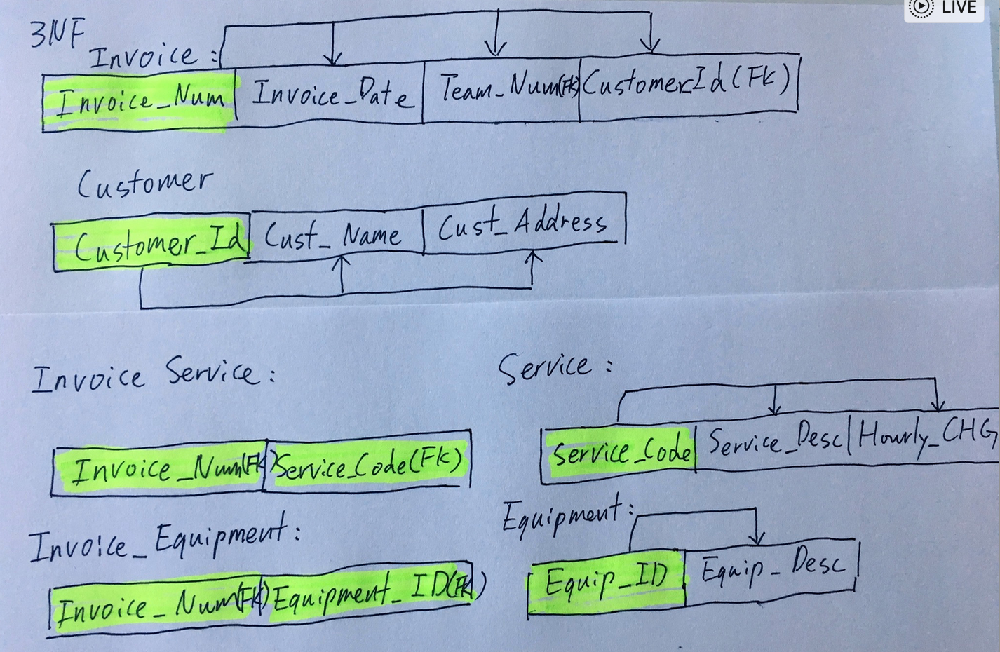 LIVE
3NF
Invoice :
Invoice_Num Invoice_Date Team_Num(FK) CustomerId (FK)
Customer
Customer_Id Cust_Name Cust_Address
Invoice Service :
Invoice_Num(FK) Service_Code(FK)
Service :
Service_Code Service_Desc Hourly_CHG
Invoice_Equipment :
Invoice_Num(FK) Equipment_ID(FK)
Equipment :
Equip_ID Equip_Desc